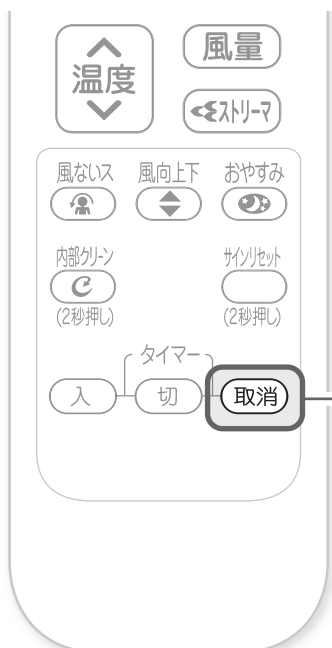 温度
風量
ストリーマ
風ないス 風向上下 おやすみ
内部クリーン サインリセット
(2秒押し) (2秒押し)
タイマー
入 切 取消